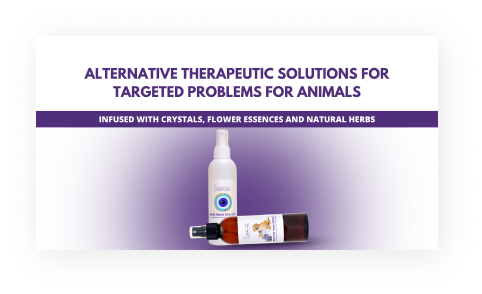 ALTERNATIVE THERAPEUTIC SOLUTIONS FOR
TARGETED PROBLEMS FOR ANIMALS
INFUSED WITH CRYSTALS, FLOWER ESSENCES AND NATURAL HERBS